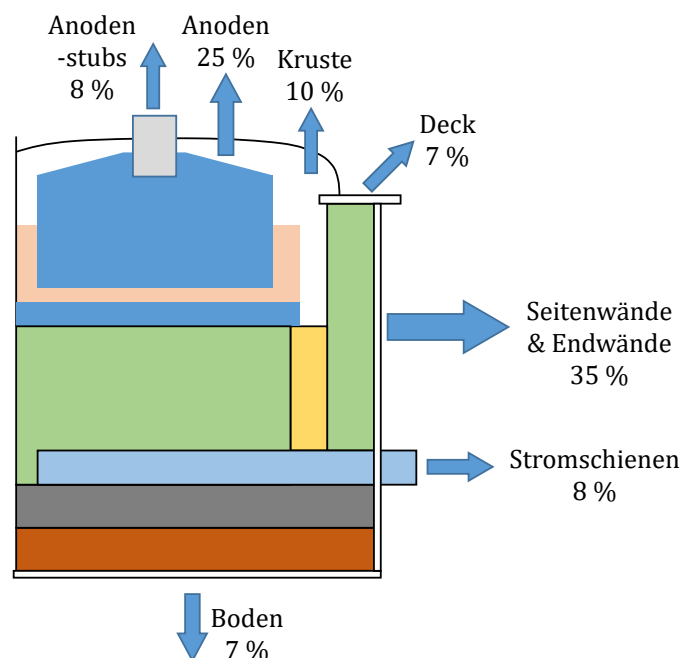 Anoden
-stubs
8 %
Anoden
25 %
Kruste
10 %
Deck
7 %
Seitenwände
& Endwände
35 %
Stromschienen
8 %
Boden
7 %